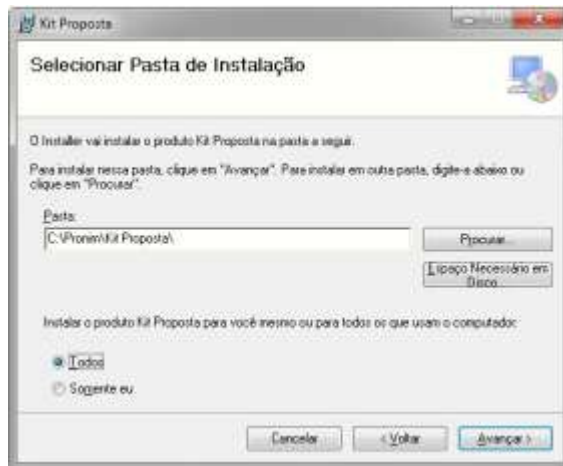 Kit Proposta
Selecionar Pasta de Instalação
O Installer vai instalar o produto Kit Proposta na pasta a seguir.
Para instalar nessa pasta, clique em "Avançar". Para instalar em outra pasta, digite-a abaixo ou
clique em "Procurar".
Pasta:
C:\Pronim\Kit Proposta\
Procurar...
Espaço Necessário em
Disco...
Instalar o produto Kit Proposta para você mesmo ou para todos os que usam o computador:
Todos
Somente eu
Cancelar
< Voltar
Avançar >